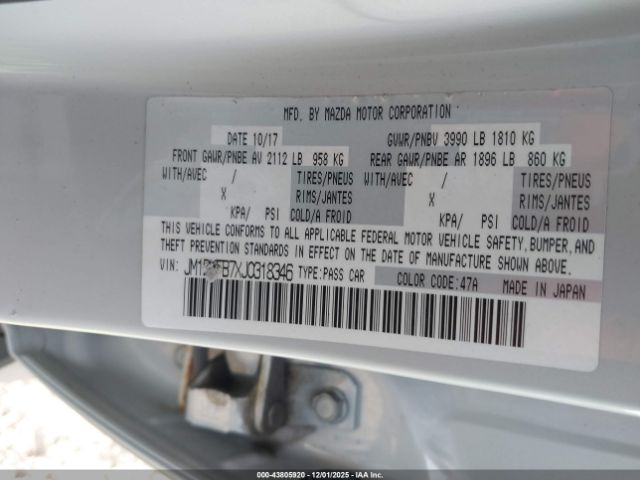 MFD. BY MAZDA MOTOR CORPORATION
DATE 10/17 GVWR/PNBV 3990 LB 1810 KG
FRONT GAWR/PNBE AV 2112 LB 958 KG REAR GAWR/PNBE AR 1896 LB 860 KG
WITH/AVEC / TIRES/PNEUS WITH/AVEC / TIRES/PNEUS
X RIMS/JANTES X RIMS/JANTES
KPA/ PSI COLD/A FROID KPA/ PSI COLD/A FROID
THIS VEHICLE CONFORMS TO ALL APPLICABLE FEDERAL MOTOR VEHICLE SAFETY, BUMPER, AND
THEFT PREVENTION STANDARDS IN EFFECT ON THE DATE OF MANUFACTURE SHOWN ABOVE.
VIN: TYPE: PASS CAR COLOR CODE: 47A MADE IN JAPAN
000-43805920 - 12/01/2025 - IAAI.COM